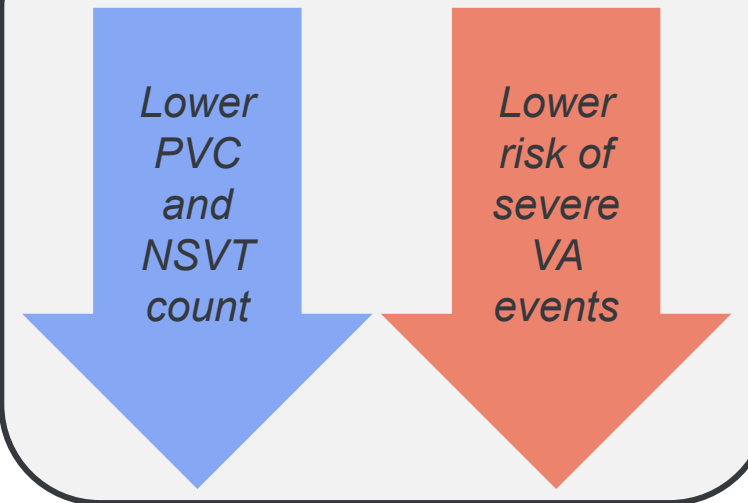 Lower
PVC
and
NSVT
count
Lower
risk of
severe
VA
events